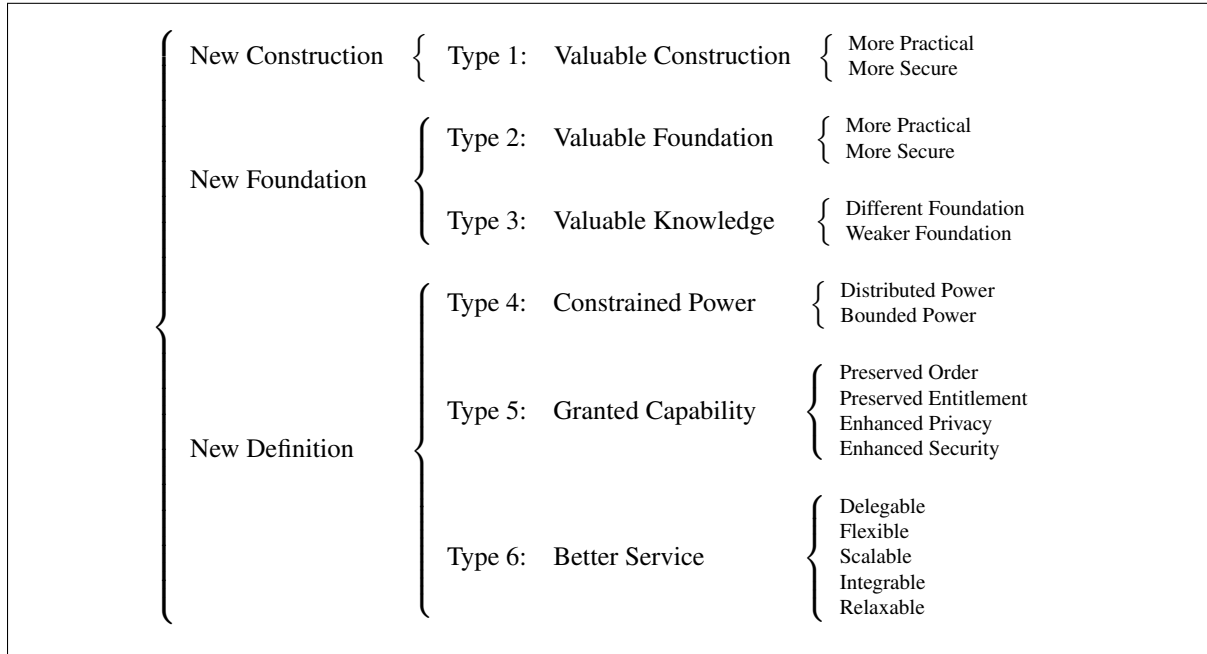 New Construction
Type 1: Valuable Construction
More Practical
More Secure
New Foundation
Type 2: Valuable Foundation
More Practical
More Secure
Type 3: Valuable Knowledge
Different Foundation
Weaker Foundation
New Definition
Type 4: Constrained Power
Distributed Power
Bounded Power
Type 5: Granted Capability
Preserved Order
Preserved Entitlement
Enhanced Privacy
Enhanced Security
Type 6: Better Service
Delegable
Flexible
Scalable
Integrable
Relaxable